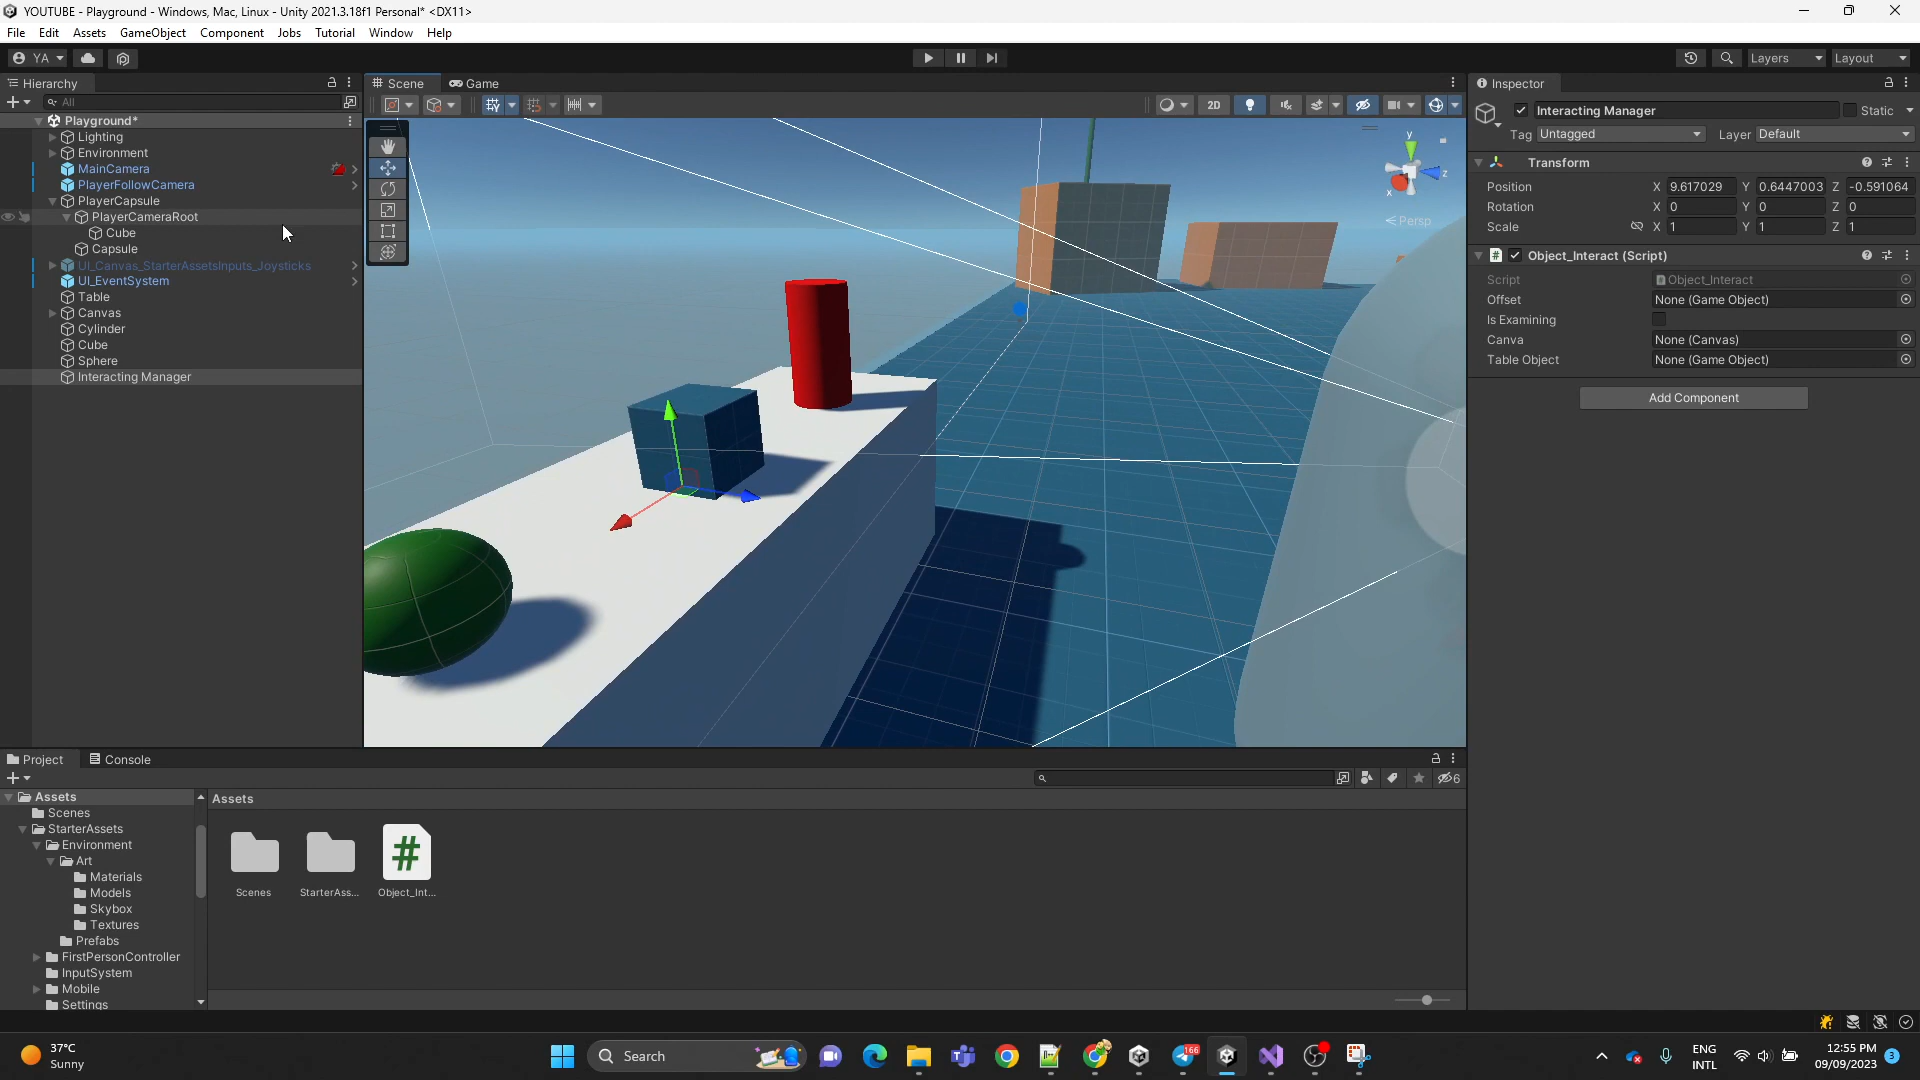 YOUTUBE - Playground - Windows, Mac, Linux - Unity 2021.3.18f1 Personal* <DX11>
File Edit Assets GameObject Component Jobs Tutorial Window Help
YA
Layers Layout
Hierarchy
All
Playground*
Lighting
Environment
MainCamera
PlayerFollowCamera
PlayerCapsule
PlayerCameraRoot
Cube
Capsule
UI_Canvas_StarterAssetsInputs_Joysticks
UI_EventSystem
Table
Canvas
Cylinder
Cube
Sphere
Interacting Manager
Scene Game
2D
y
z
x
Persp
Inspector
Interacting Manager Static
Tag Untagged Layer Default
Transform
Position X 9.617029 Y 0.6447003 Z -0.591064
Rotation X 0 Y 0 Z 0
Scale X 1 Y 1 Z 1
# Object_Interact (Script)
Script Object_Interact
Offset None (Game Object)
Is Examining
Canva None (Canvas)
Table Object None (Game Object)
Add Component
Project Console
6
Assets
Scenes
StarterAssets
Environment
Art
Materials
Models
Skybox
Textures
Prefabs
FirstPersonController
InputSystem
Mobile
Settings
Assets
#
Scenes StarterAss... Object_Int...
37°C
Sunny
Search
166
ENG
INTL
12:55 PM
09/09/2023
3